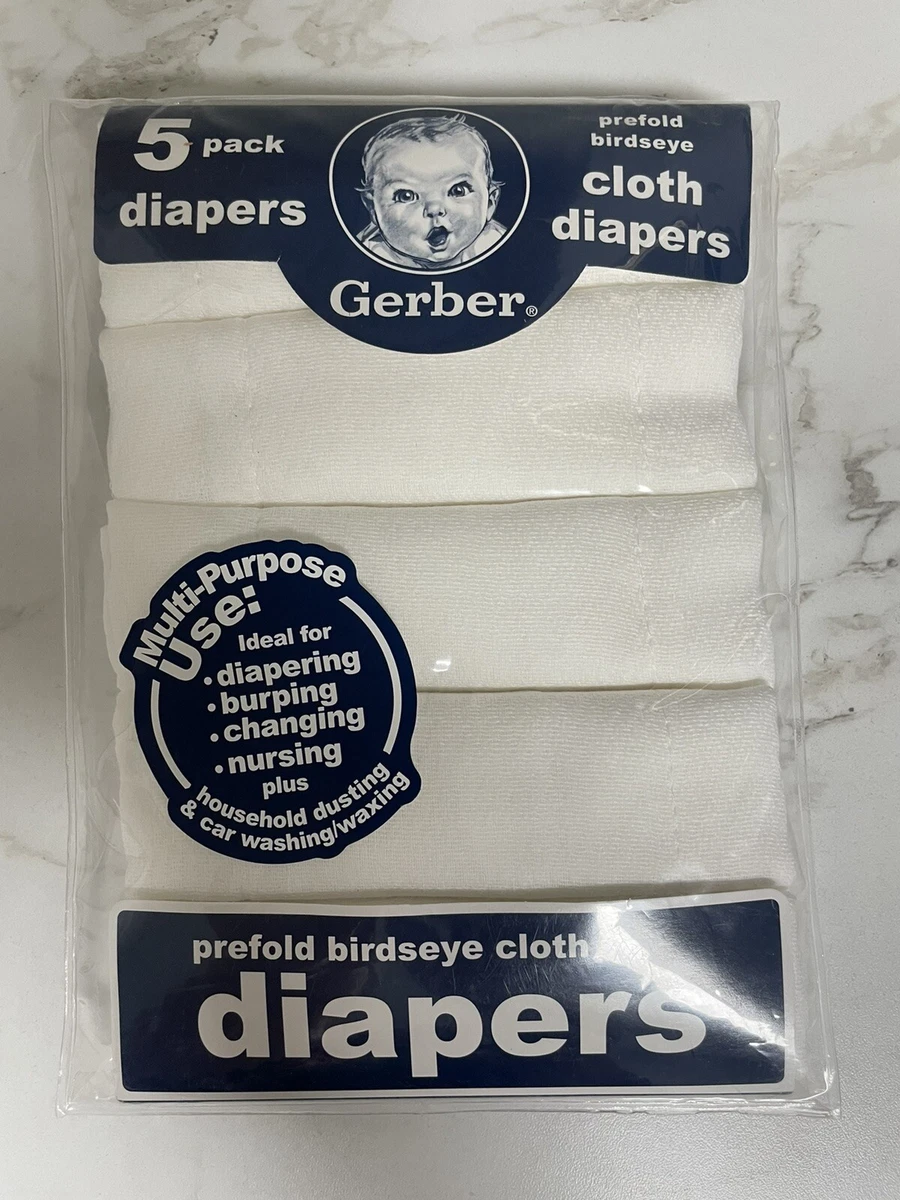 5 pack
diapers
prefold
birdseye
cloth
diapers
Gerber®
Multi-Purpose
Use:
Ideal for
• diapering
• burping
• changing
• nursing
plus
household dusting
& car washing/waxing
prefold birdseye cloth
diapers